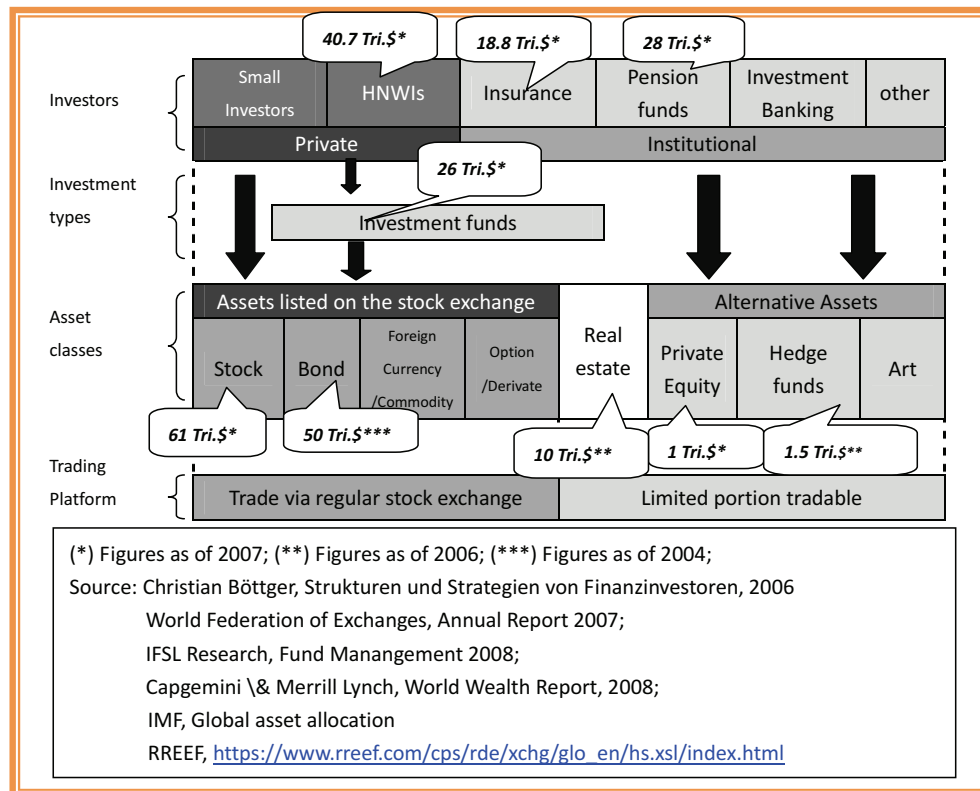 40.7 Tri.$*
18.8 Tri.$*
28 Tri.$*
Investors
Small
Investors
HNWIs
Insurance
Pension
funds
Investment
Banking
other
Private
Institutional
Investment
types
26 Tri.$*
Investment funds
Asset
classes
Assets listed on the stock exchange
Alternative Assets
Stock
Bond
Foreign
Currency
/Commodity
Option
/Derivate
Real
estate
Private
Equity
Hedge
funds
Art
61 Tri.$*
50 Tri.$***
10 Tri.$**
1 Tri.$*
1.5 Tri.$**
Trading
Platform
Trade via regular stock exchange
Limited portion tradable
(*) Figures as of 2007; (**) Figures as of 2006; (***) Figures as of 2004;
Source: Christian Böttger, Strukturen und Strategien von Finanzinvestoren, 2006
World Federation of Exchanges, Annual Report 2007;
IFSL Research, Fund Manangement 2008;
Capgemini \& Merrill Lynch, World Wealth Report, 2008;
IMF, Global asset allocation
RREEF, https://www.rreef.com/cps/rde/xchg/glo_en/hs.xsl/index.html